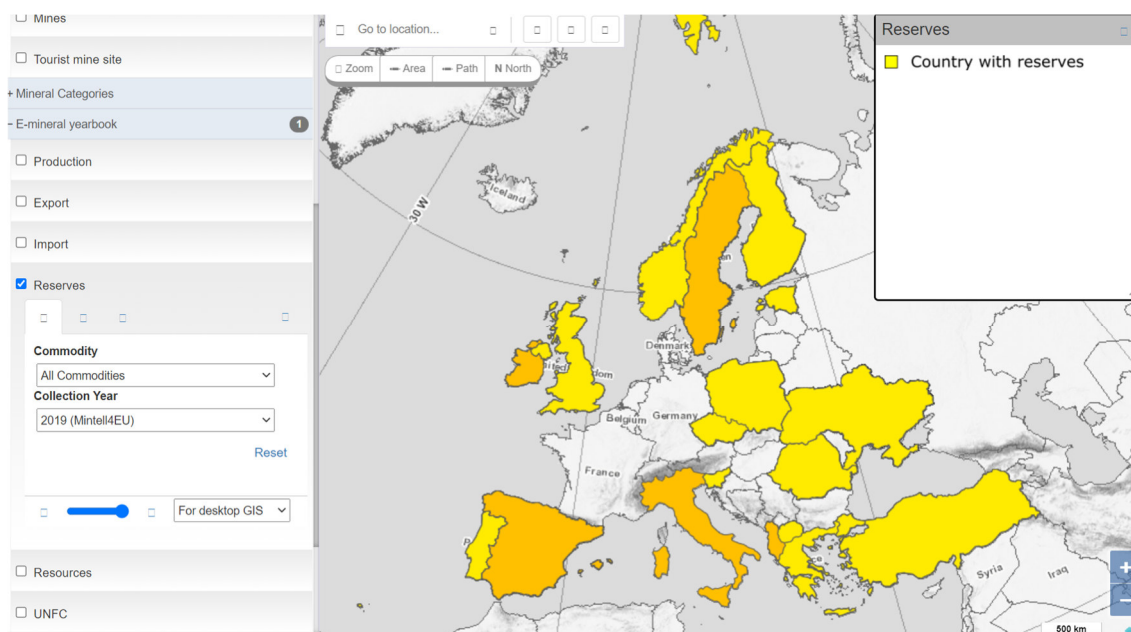 Mines
Tourist mine site
+ Mineral Categories
− E-mineral yearbook 1
Production
Export
Import
Reserves
Commodity
All Commodities
Collection Year
2019 (Mintell4EU)
Reset
For desktop GIS
Resources
UNFC
Go to location...
Zoom Area Path N North
Reserves
Country with reserves
Iceland
30 W
Denmark
Belgium
Germany
France
Syria
Iraq
+
−
500 km